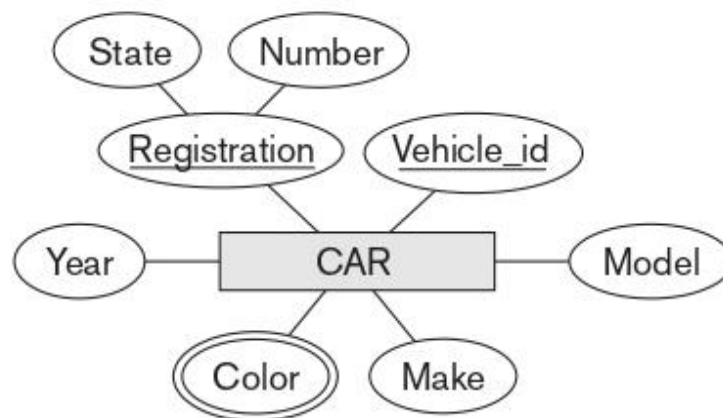 State
Number
Registration
Vehicle_id
Year
CAR
Model
Color
Make